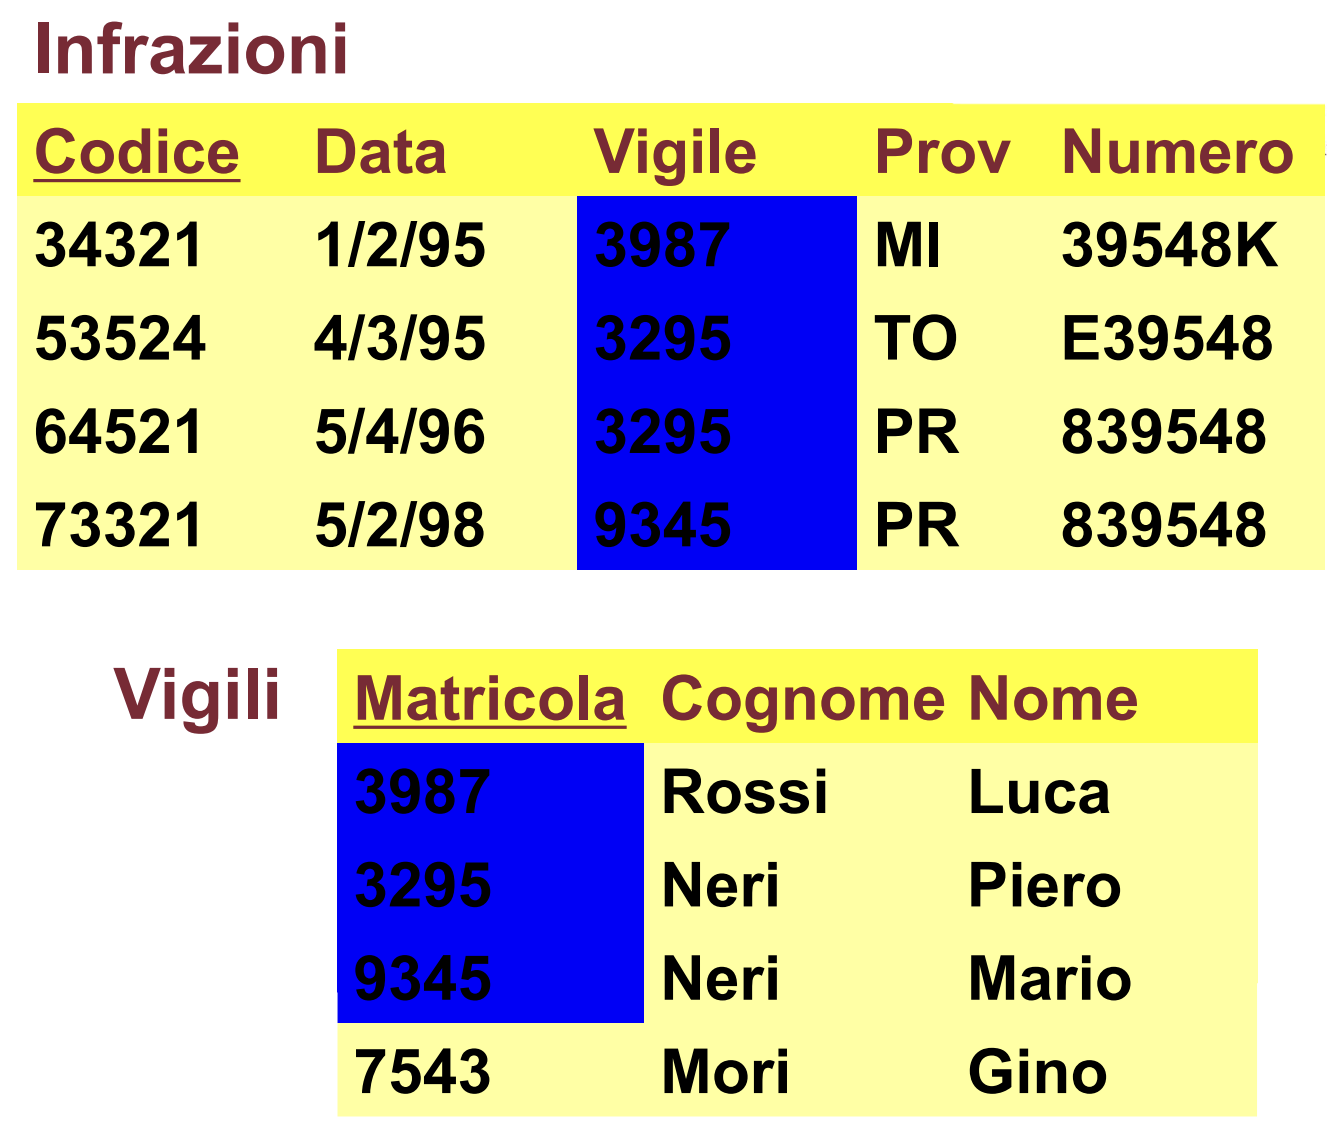 Infrazioni
Codice Data Vigile Prov Numero
34321 1/2/95 3987 MI 39548K
53524 4/3/95 3295 TO E39548
64521 5/4/96 3295 PR 839548
73321 5/2/98 9345 PR 839548
Vigili Matricola Cognome Nome
3987 Rossi Luca
3295 Neri Piero
9345 Neri Mario
7543 Mori Gino